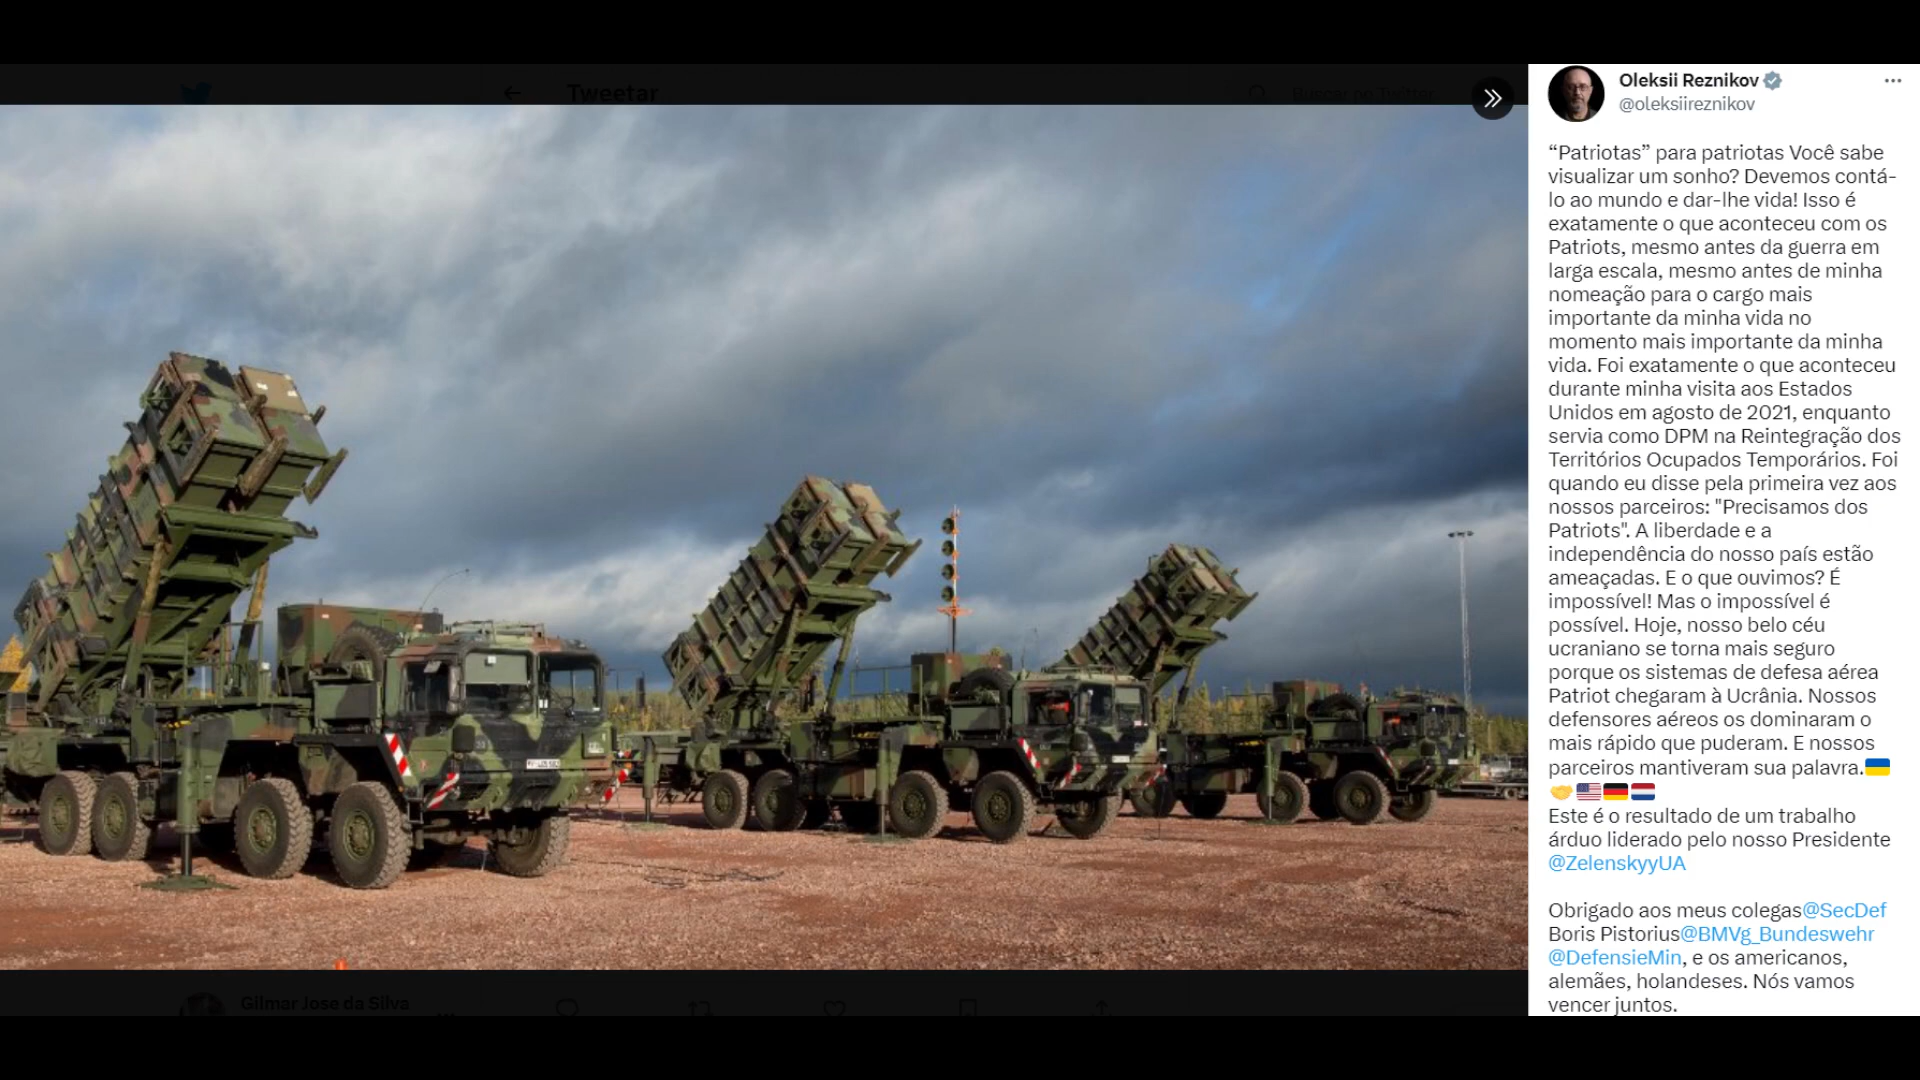 Tweetar
Buscar no Twitter
Oleksii Reznikov
@oleksiireznikov
“Patriotas” para patriotas Você sabe
visualizar um sonho? Devemos contá-
lo ao mundo e dar-lhe vida! Isso é
exatamente o que aconteceu com os
Patriots, mesmo antes da guerra em
larga escala, mesmo antes de minha
nomeação para o cargo mais
importante da minha vida no
momento mais importante da minha
vida. Foi exatamente o que aconteceu
durante minha visita aos Estados
Unidos em agosto de 2021, enquanto
servia como DPM na Reintegração dos
Territórios Ocupados Temporários. Foi
quando eu disse pela primeira vez aos
nossos parceiros: "Precisamos dos
Patriots". A liberdade e a
independência do nosso país estão
ameaçadas. E o que ouvimos? É
impossível! Mas o impossível é
possível. Hoje, nosso belo céu
ucraniano se torna mais seguro
porque os sistemas de defesa aérea
Patriot chegaram à Ucrânia. Nossos
defensores aéreos os dominaram o
mais rápido que puderam. E nossos
parceiros mantiveram sua palavra.🇺🇦
🤝🇺🇸🇩🇪🇳🇱
Este é o resultado de um trabalho
árduo liderado pelo nosso Presidente
@ZelenskyyUA
Obrigado aos meus colegas@SecDef
Boris Pistorius@BMVg_Bundeswehr
@DefensieMin, e os americanos,
alemães, holandeses. Nós vamos
vencer juntos.
Gilmar Jose da Silva